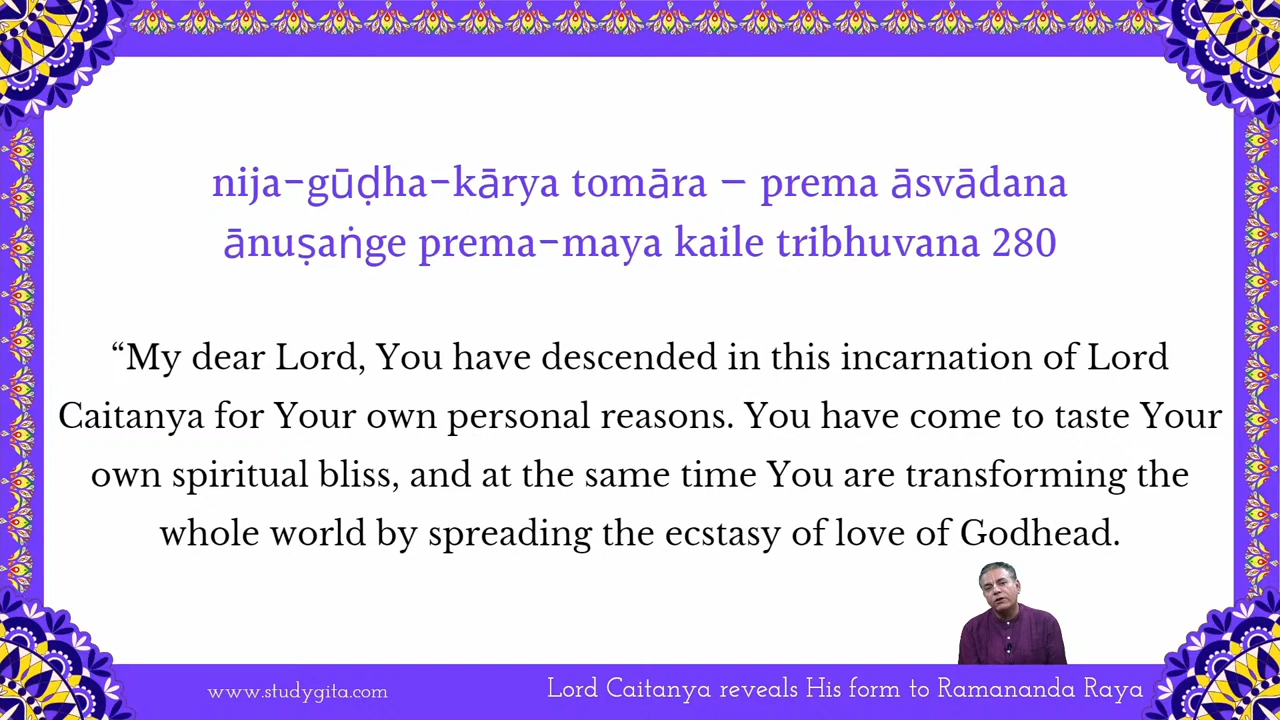 nija-gūḍha-kārya tomāra – prema āsvādana
ānuṣaṅge prema-maya kaile tribhuvana 280
“My dear Lord, You have descended in this incarnation of Lord
Caitanya for Your own personal reasons. You have come to taste Your
own spiritual bliss, and at the same time You are transforming the
whole world by spreading the ecstasy of love of Godhead.
www.studygita.com
Lord Caitanya reveals His form to Ramananda Raya